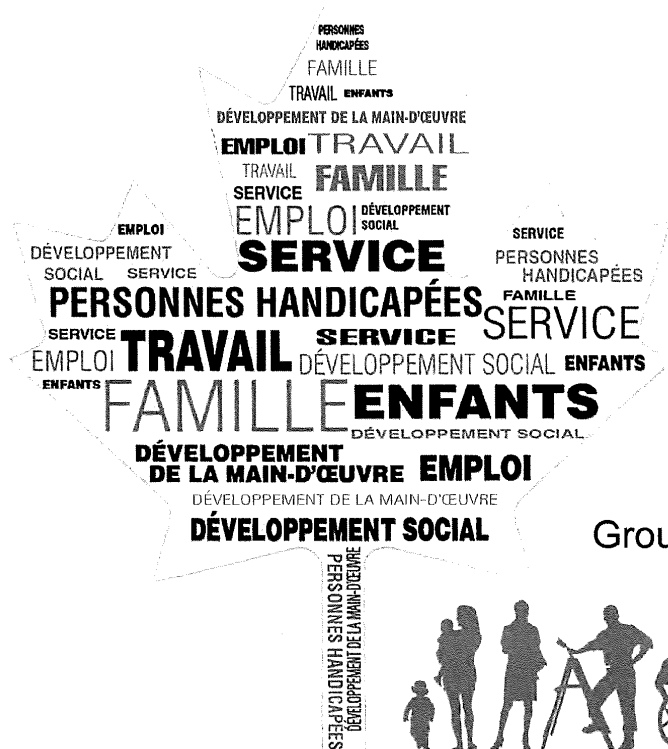 PERSONNES
HANDICAPÉES
FAMILLE
TRAVAIL ENFANTS
DÉVELOPPEMENT DE LA MAIN-D'ŒUVRE
EMPLOI TRAVAIL
TRAVAIL FAMILLE
SERVICE
EMPLOI DÉVELOPPEMENT
SOCIAL
EMPLOI
DÉVELOPPEMENT
SOCIAL SERVICE
SERVICE
SERVICE
PERSONNES
HANDICAPÉES
PERSONNES HANDICAPÉES
FAMILLE
SERVICE
SERVICE
TRAVAIL
SERVICE
EMPLOI
DÉVELOPPEMENT SOCIAL
ENFANTS
ENFANTS
FAMILLE
ENFANTS
DÉVELOPPEMENT SOCIAL
DÉVELOPPEMENT
DE LA MAIN-D'ŒUVRE
EMPLOI
DÉVELOPPEMENT DE LA MAIN-D'ŒUVRE
DÉVELOPPEMENT SOCIAL
Grou
PERSONNES HANDICAPÉES
DÉVELOPPEMENT DE LA MAIN-D'ŒUVRE